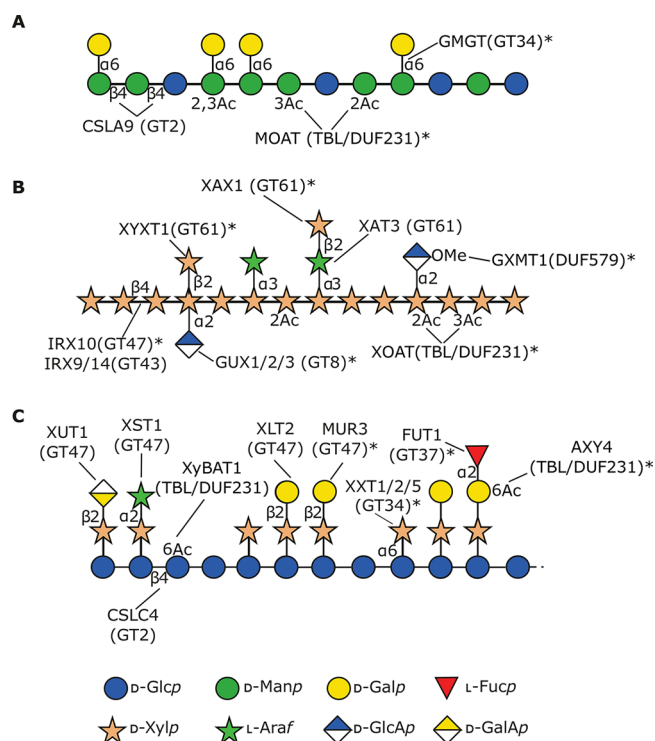 A
α6
α6
α6
GMGT(GT34)*
α6
β4
β4
2,3Ac
3Ac
2Ac
CSLA9 (GT2)
MOAT (TBL/DUF231)*
B
XAX1 (GT61)*
XYXT1(GT61)*
β2
XAT3 (GT61)
OMe
GXMT1(DUF579)*
β4
β2
α3
α3
α2
α2
2Ac
2Ac
3Ac
IRX10(GT47)*
IRX9/14(GT43)
GUX1/2/3 (GT8)*
XOAT(TBL/DUF231)*
C
XUT1
(GT47)
XST1
(GT47)
XyBAT1
(TBL/DUF231)
XLT2
(GT47)
MUR3
(GT47)*
FUT1
(GT37)*
AXY4
(TBL/DUF231)*
α2
6Ac
XXT1/2/5
(GT34)*
β2
α2
β2
β2
6Ac
α6
β4
CSLC4
(GT2)
D-Glcp
D-Manp
D-Galp
L-Fucp
D-Xylp
L-Araf
D-GlcAp
D-GalAp